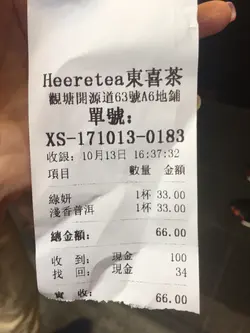 Heeretea東喜茶
觀塘開源道63號A6地鋪
單號:
XS-171013-0183
收銀: 10月13日 16:37:32
項目 數量 金額
綠妍 1杯 33.00
淺香普洱 1杯 33.00
總金額: 66.00
收 到: 現金 100
找 回: 現金 34
實 收: 66.00